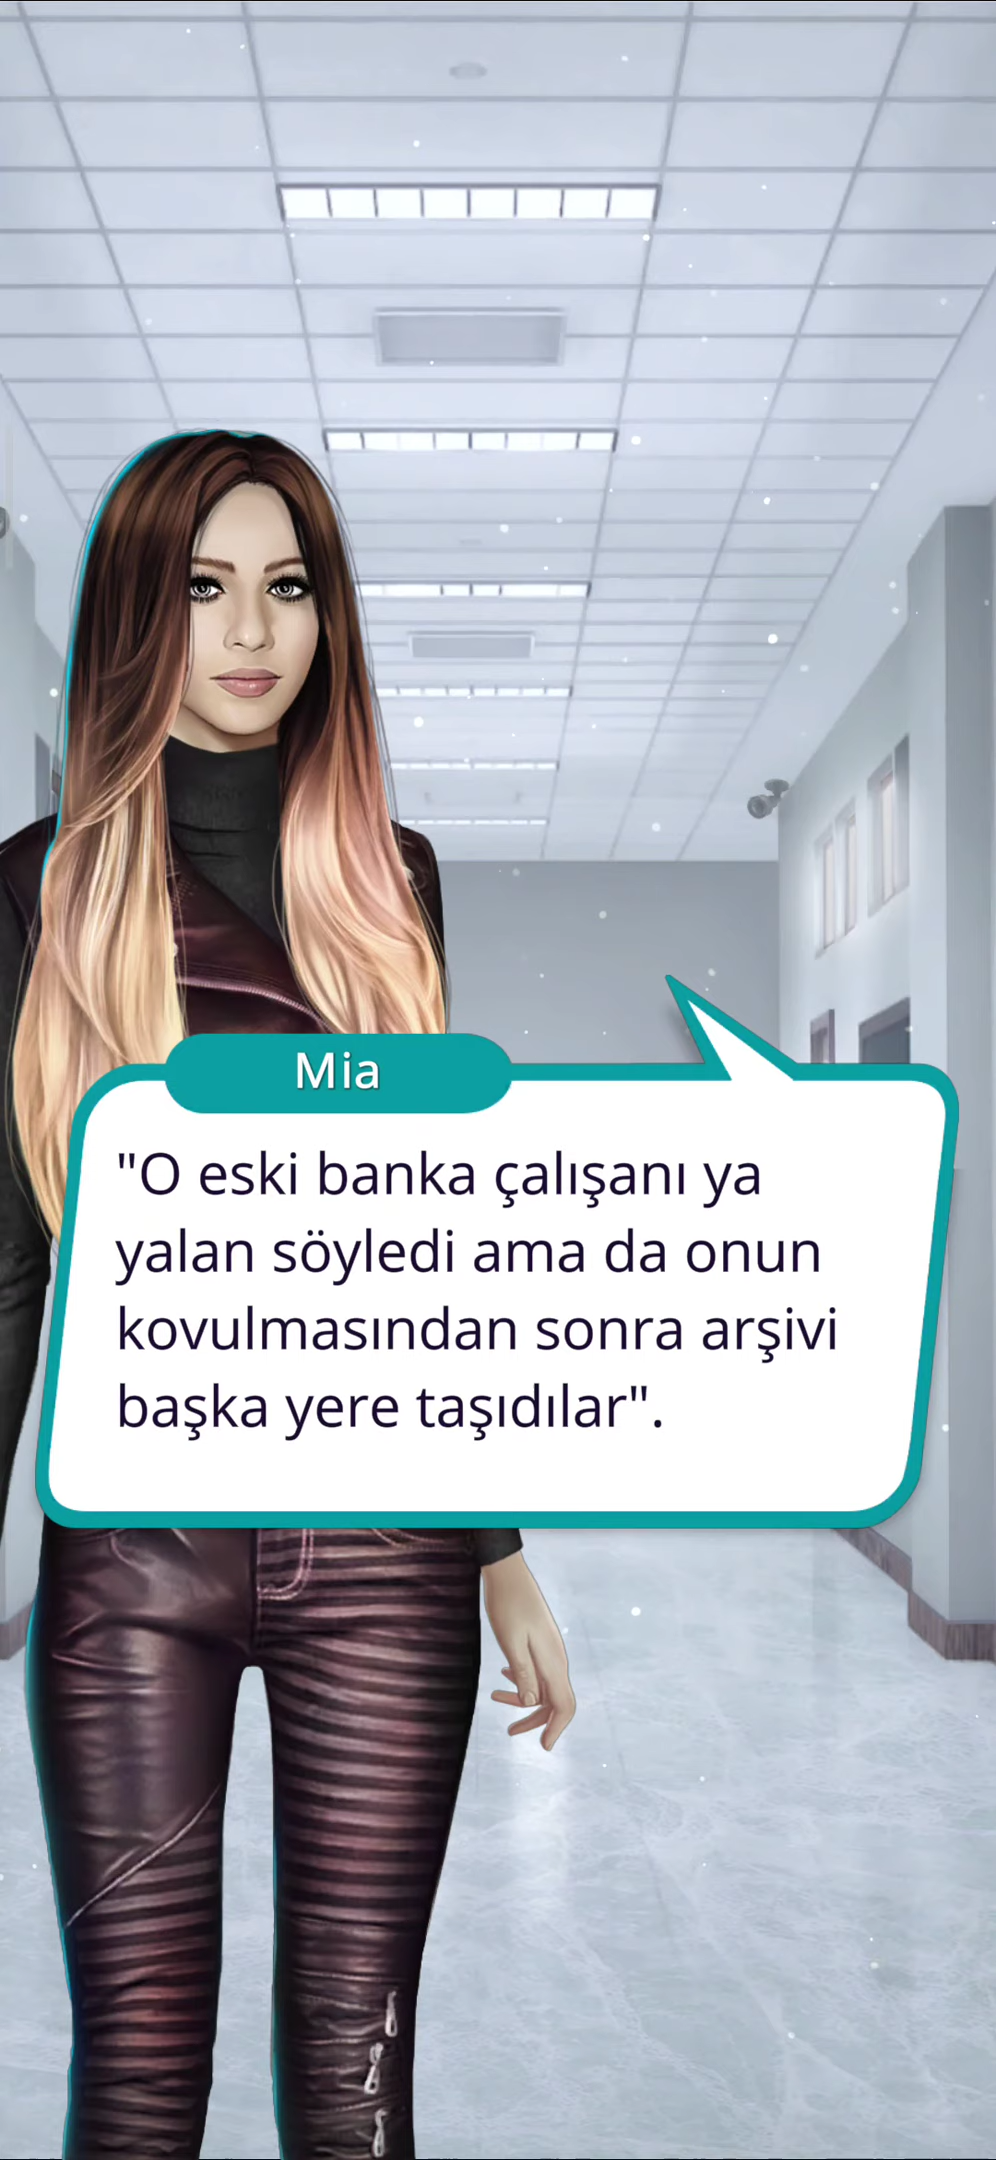 Mia
"O eski banka çalışanı ya
yalan söyledi ama da onun
kovulmasından sonra arşivi
başka yere taşıdılar".